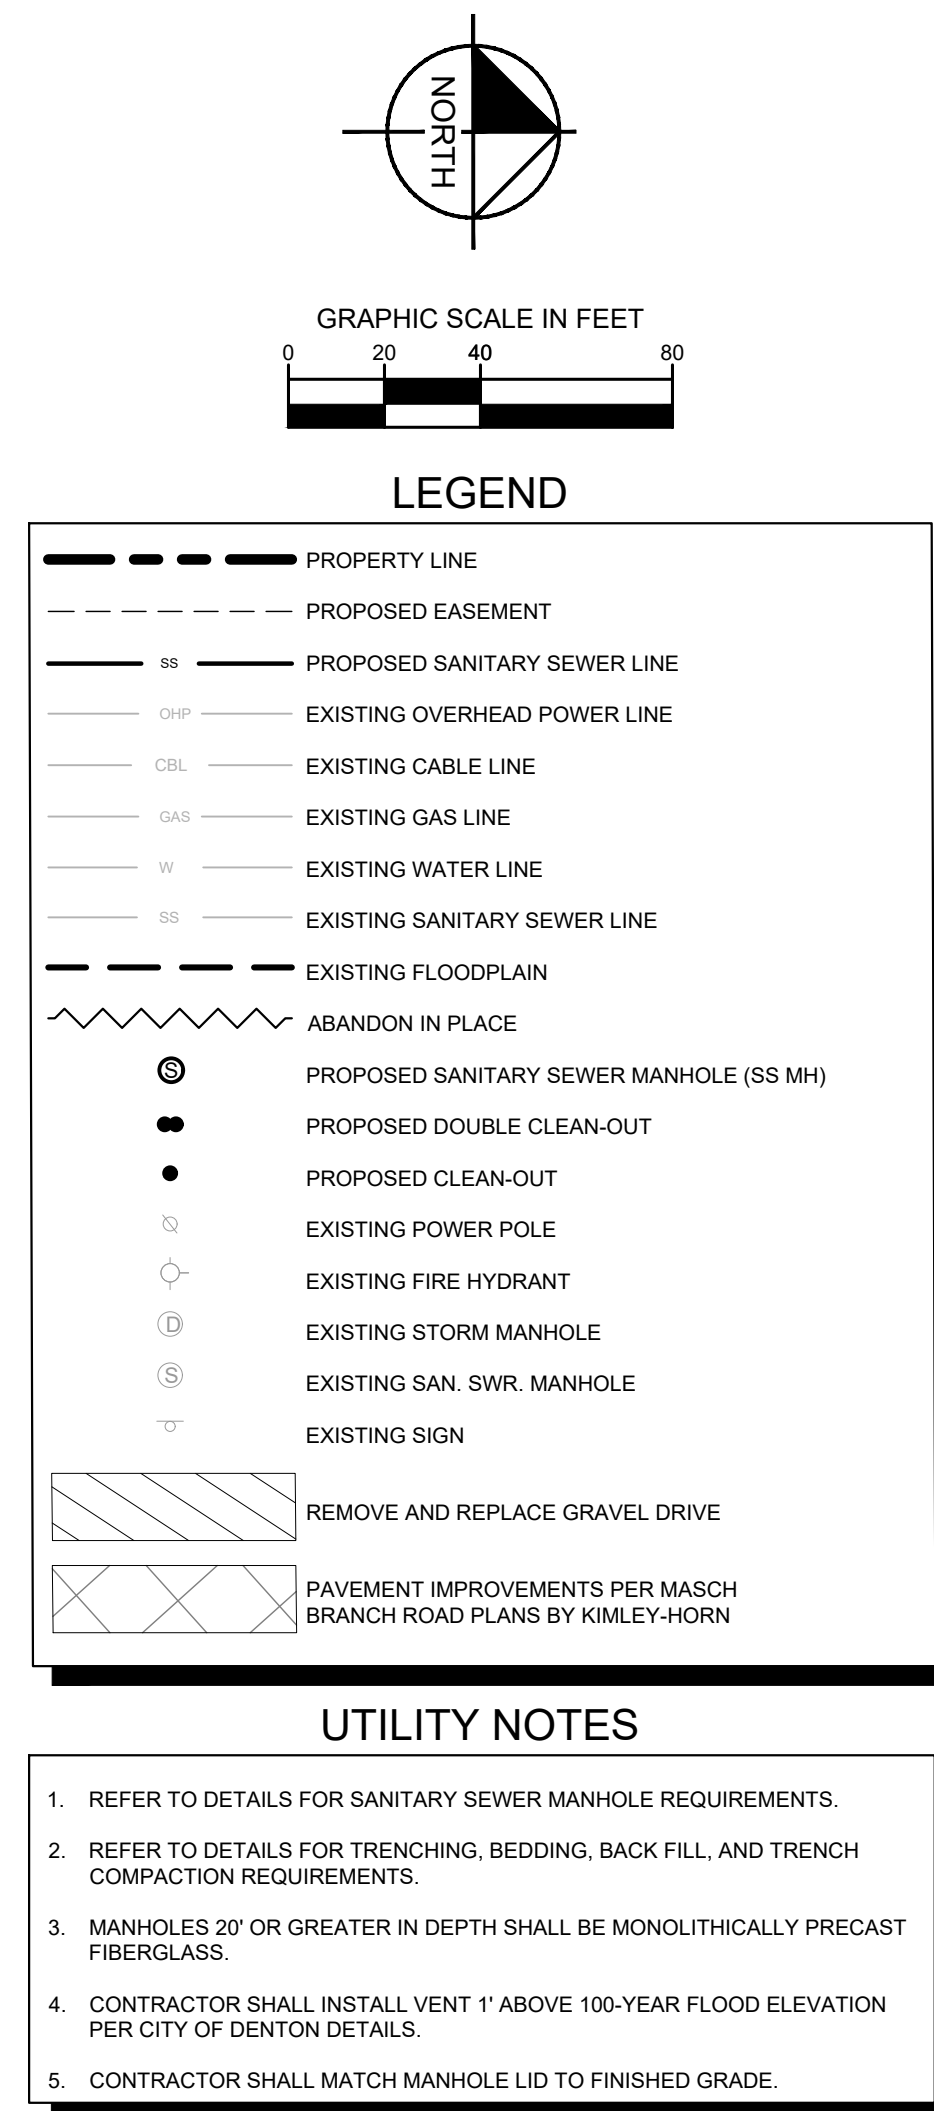 NORTH
GRAPHIC SCALE IN FEET
0 20 40 80
LEGEND
PROPERTY LINE
PROPOSED EASEMENT
SS PROPOSED SANITARY SEWER LINE
OHP EXISTING OVERHEAD POWER LINE
CBL EXISTING CABLE LINE
GAS EXISTING GAS LINE
W EXISTING WATER LINE
SS EXISTING SANITARY SEWER LINE
EXISTING FLOODPLAIN
ABANDON IN PLACE
S PROPOSED SANITARY SEWER MANHOLE (SS MH)
PROPOSED DOUBLE CLEAN-OUT
PROPOSED CLEAN-OUT
EXISTING POWER POLE
EXISTING FIRE HYDRANT
D EXISTING STORM MANHOLE
S EXISTING SAN. SWR. MANHOLE
EXISTING SIGN
REMOVE AND REPLACE GRAVEL DRIVE
PAVEMENT IMPROVEMENTS PER MASCH
BRANCH ROAD PLANS BY KIMLEY-HORN
UTILITY NOTES
1. REFER TO DETAILS FOR SANITARY SEWER MANHOLE REQUIREMENTS.
2. REFER TO DETAILS FOR TRENCHING, BEDDING, BACK FILL, AND TRENCH
COMPACTION REQUIREMENTS.
3. MANHOLES 20' OR GREATER IN DEPTH SHALL BE MONOLITHICALLY PRECAST
FIBERGLASS.
4. CONTRACTOR SHALL INSTALL VENT 1' ABOVE 100-YEAR FLOOD ELEVATION
PER CITY OF DENTON DETAILS.
5. CONTRACTOR SHALL MATCH MANHOLE LID TO FINISHED GRADE.